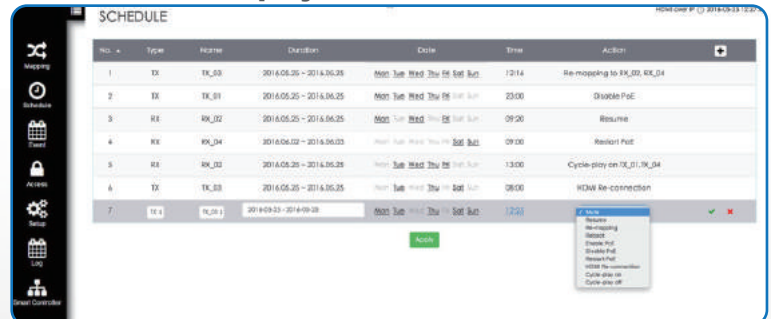 SCHEDULE
HDMI over IP
Mapping
Schedule
Event
Access
Setup
Log
Smart Controller
No. Type Name Duration Date Time Action
1 TX TX_03 2016.05.25 ~ 2016.06.25 Mon Tue Wed Thu Fri Sat Sun 12:14 Re-mapping to RX_02, RX_04
2 TX TX_01 2016.05.25 ~ 2016.06.25 Mon Tue Wed Thu Fri Sat Sun 23:00 Disable PoE
3 RX RX_02 2016.05.25 ~ 2016.06.25 Mon Tue Wed Thu Fri Sat Sun 09:20 Resume
4 RX RX_04 2016.06.02 ~ 2016.06.03 Mon Tue Wed Thu Fri Sat Sun 09:00 Restart PoE
5 RX RX_02 2016.05.25 ~ 2016.06.25 Mon Tue Wed Thu Fri Sat Sun 13:00 Cycle-play on TX_01,TX_04
6 TX TX_03 2016.05.25 ~ 2016.06.25 Mon Tue Wed Thu Fri Sat Sun 08:00 HDMI Re-connection
7 Mon Tue Wed Thu Fri Sat Sun
Mute
Resume
Re-mapping
Reboot
Enable PoE
Disable PoE
Restart PoE
HDMI Re-connection
Cycle-play on
Cycle-play off
Apply